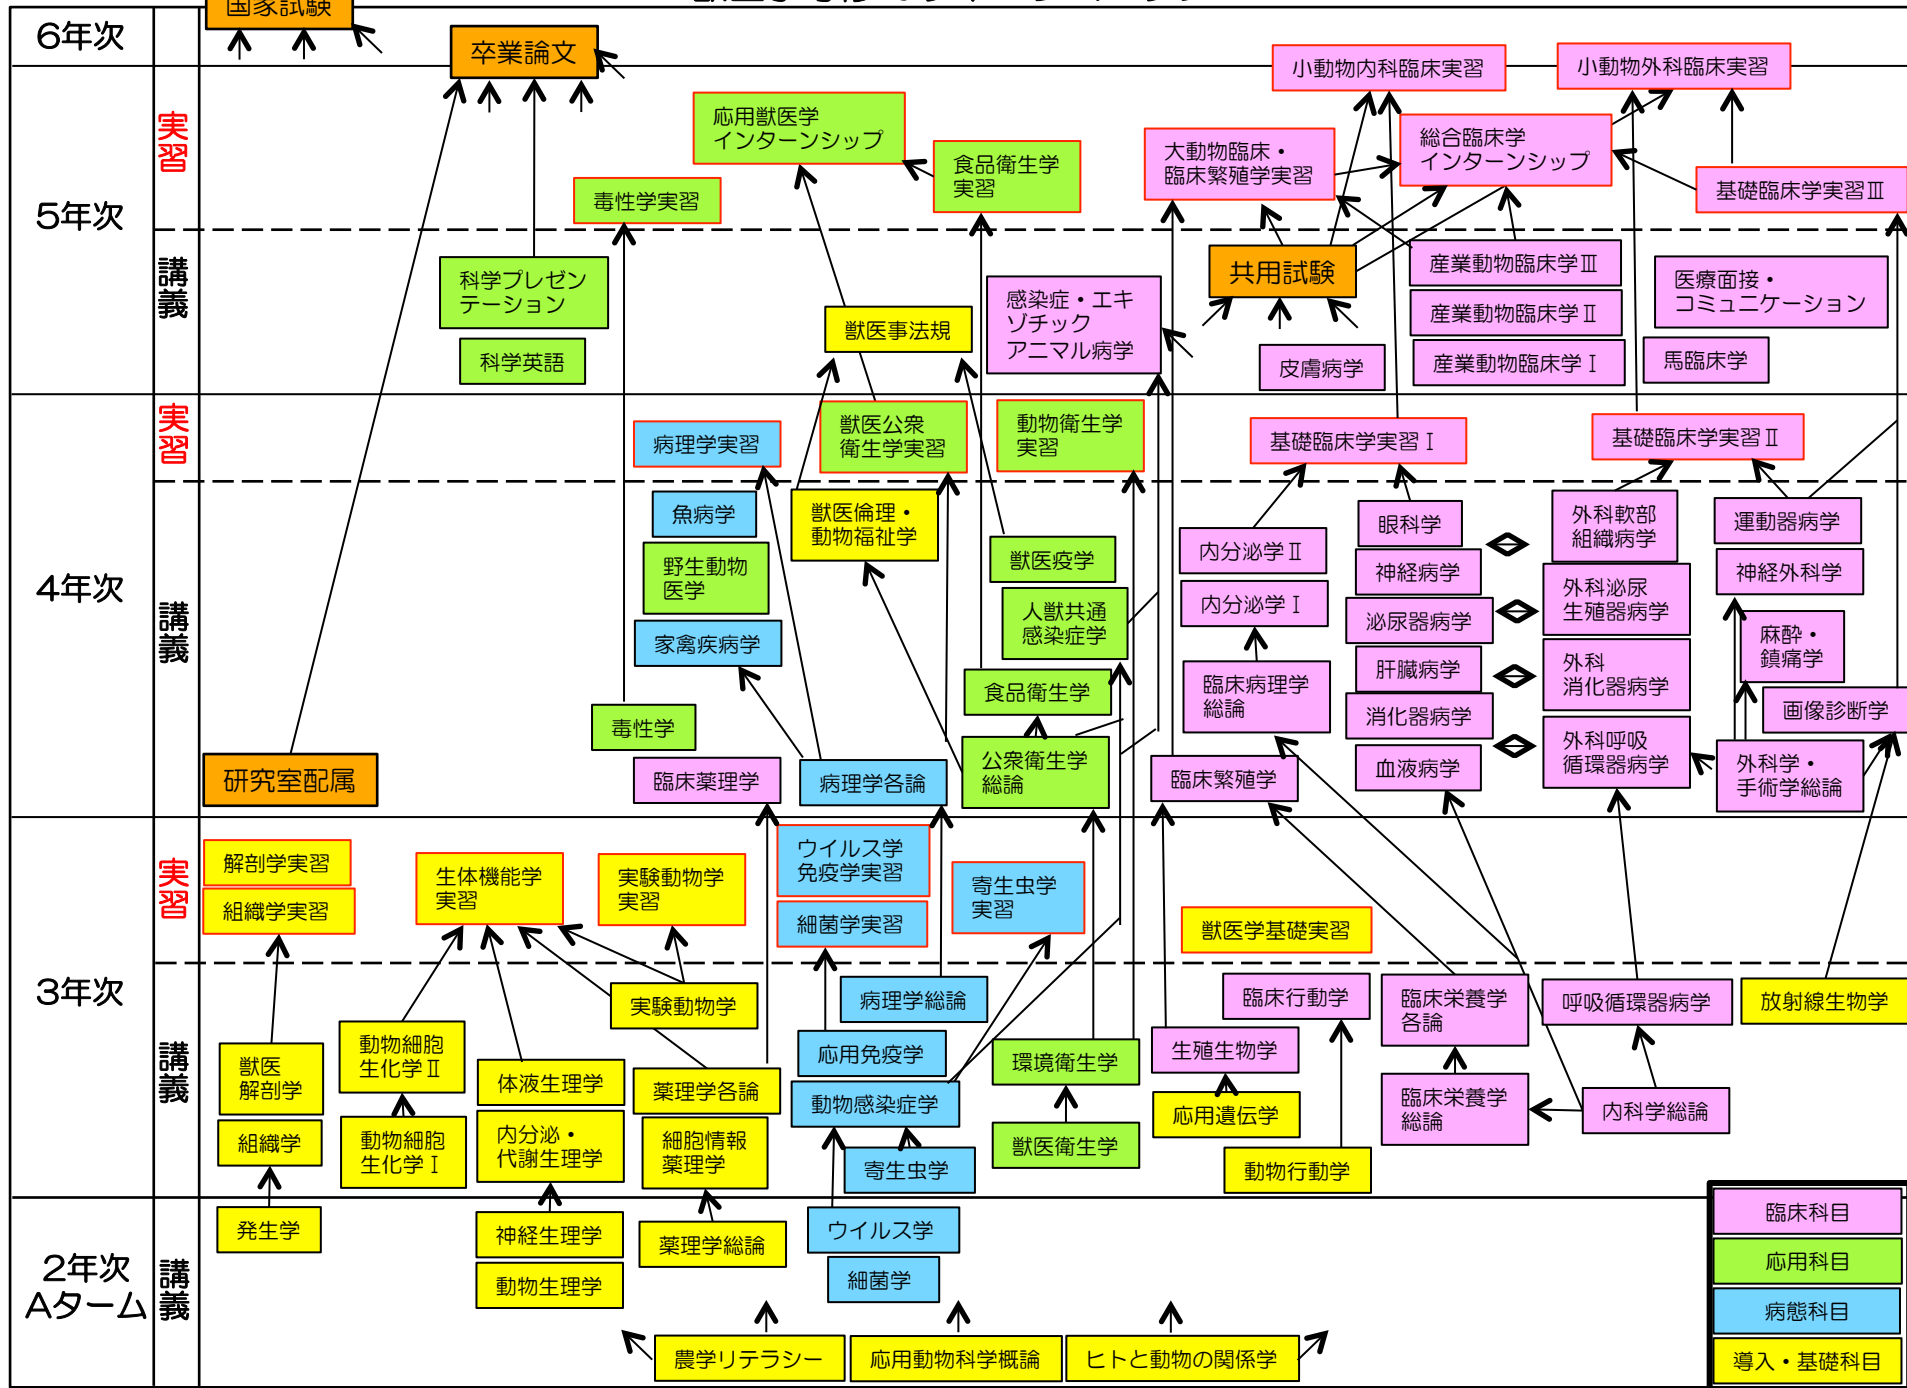 国家試験
6年次
卒業論文
小動物内科臨床実習
小動物外科臨床実習
5年次
実習
応用獣医学
インターンシップ
食品衛生学
実習
毒性学実習
大動物臨床・
臨床繁殖学実習
総合臨床学
インターンシップ
基礎臨床学実習Ⅲ
講義
科学プレゼン
テーション
科学英語
獣医事法規
感染症・エキ
ゾチック
アニマル病学
共用試験
皮膚病学
産業動物臨床学Ⅲ
産業動物臨床学Ⅱ
産業動物臨床学Ⅰ
医療面接・
コミュニケーション
馬臨床学
4年次
実習
病理学実習
獣医公衆
衛生学実習
動物衛生学
実習
基礎臨床学実習Ⅰ
基礎臨床学実習Ⅱ
講義
魚病学
野生動物
医学
家禽疾病学
毒性学
研究室配属
臨床薬理学
病理学各論
獣医倫理・
動物福祉学
獣医疫学
人獣共通
感染症学
食品衛生学
公衆衛生学
総論
内分泌学Ⅱ
内分泌学Ⅰ
臨床病理学
総論
臨床繁殖学
眼科学
神経病学
泌尿器病学
肝臓病学
消化器病学
血液病学
外科軟部
組織病学
外科泌尿
生殖器病学
外科
消化器病学
外科呼吸
循環器病学
運動器病学
神経外科学
麻酔・
鎮痛学
画像診断学
外科学・
手術学総論
3年次
実習
解剖学実習
組織学実習
生体機能学
実習
実験動物学
実習
ウイルス学
免疫学実習
細菌学実習
寄生虫学
実習
獣医学基礎実習
講義
獣医
解剖学
組織学
動物細胞
生化学Ⅱ
動物細胞
生化学Ⅰ
体液生理学
内分泌・
代謝生理学
実験動物学
薬理学各論
細胞情報
薬理学
病理学総論
応用免疫学
動物感染症学
寄生虫学
環境衛生学
獣医衛生学
生殖生物学
応用遺伝学
臨床行動学
動物行動学
臨床栄養学
各論
臨床栄養学
総論
呼吸循環器病学
内科学総論
放射線生物学
2年次
Aターム
講義
発生学
神経生理学
動物生理学
薬理学総論
ウイルス学
細菌学
農学リテラシー
応用動物科学概論
ヒトと動物の関係学
臨床科目
応用科目
病態科目
導入・基礎科目